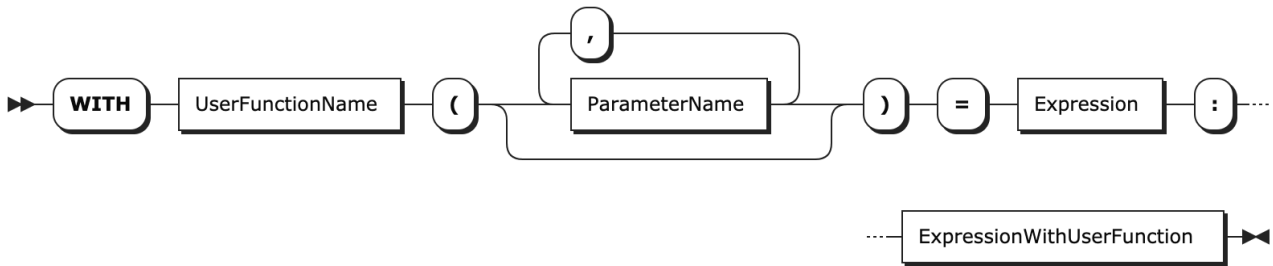 ,
WITH UserFunctionName ( ParameterName ) = Expression :
ExpressionWithUserFunction